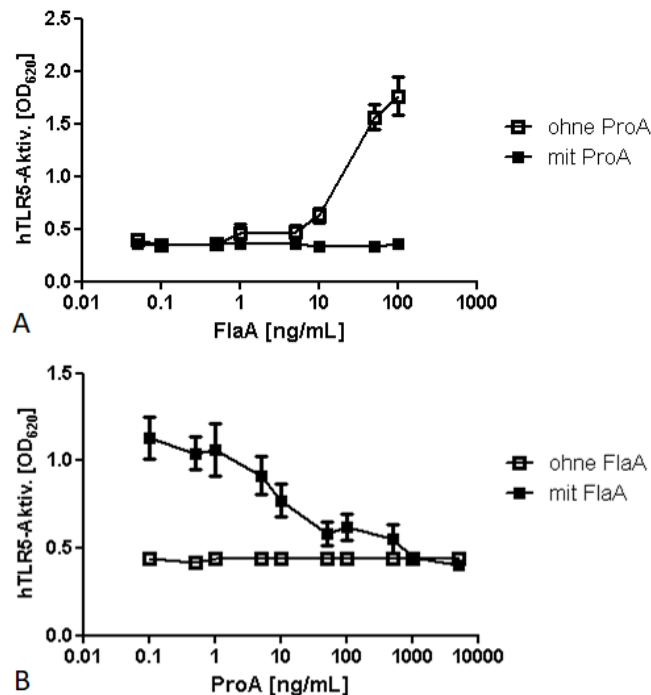 2.5
2.0
1.5
1.0
0.5
0.0
hTLR5-Aktiv. [OD620]
0.01 0.1 1 10 100 1000
FlaA [ng/mL]
ohne ProA
mit ProA
A
1.5
1.0
0.5
0.0
hTLR5-Aktiv. [OD620]
0.01 0.1 1 10 100 1000 10000
ProA [ng/mL]
ohne FlaA
mit FlaA
B